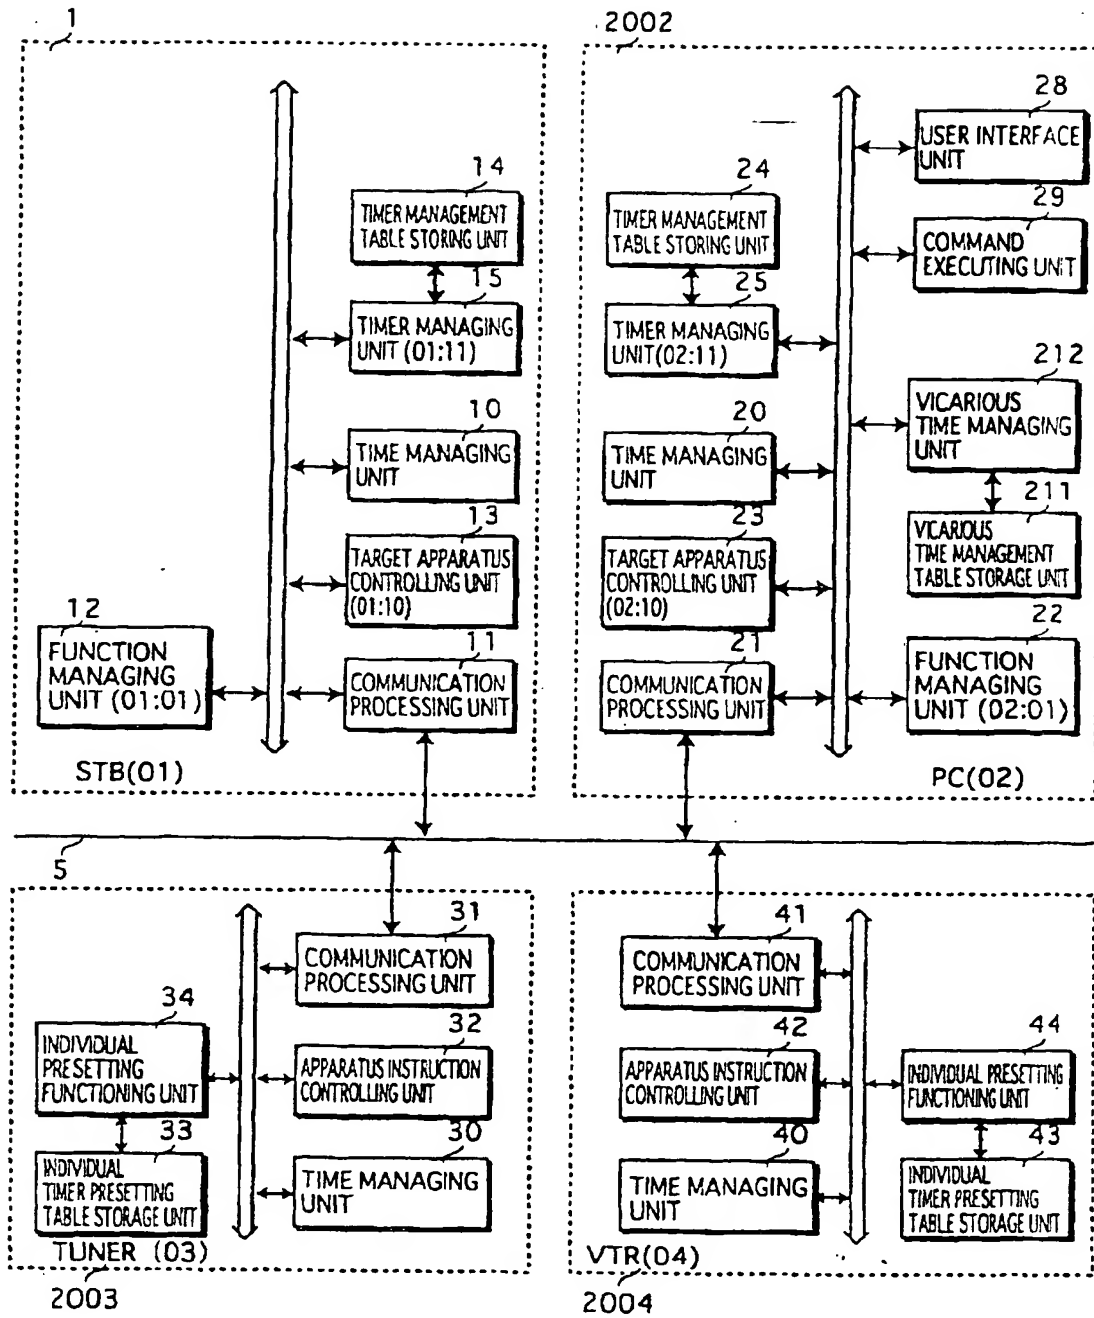 1
14
TIMER MANAGEMENT
TABLE STORING UNIT
15
TIMER MANAGING
UNIT (01:11)
10
TIME MANAGING
UNIT
13
TARGET APPARATUS
CONTROLLING UNIT
(01:10)
12
FUNCTION
MANAGING
UNIT (01:01)
11
COMMUNICATION
PROCESSING UNIT
STB(01)
2002
28
USER INTERFACE
UNIT
24
TIMER MANAGEMENT
TABLE STORING UNIT
29
COMMAND
EXECUTING UNIT
25
TIMER MANAGING
UNIT(02:11)
212
VICARIOUS
TIME MANAGING
UNIT
20
TIME MANAGING
UNIT
211
VICARIOUS
TIME MANAGEMENT
TABLE STORAGE UNIT
23
TARGET APPARATUS
CONTROLLING UNIT
(02:10)
21
COMMUNICATION
PROCESSING UNIT
22
FUNCTION
MANAGING
UNIT (02:01)
PC(02)
5
31
COMMUNICATION
PROCESSING UNIT
34
INDIVIDUAL
PRESETTING
FUNCTIONING UNIT
32
APPARATUS INSTRUCTION
CONTROLLING UNIT
33
INDIVIDUAL
TIMER PRESETTING
TABLE STORAGE UNIT
30
TIME MANAGING
UNIT
TUNER (03)
2003
41
COMMUNICATION
PROCESSING UNIT
42
APPARATUS INSTRUCTION
CONTROLLING UNIT
44
INDIVIDUAL PRESETTING
FUNCTIONING UNIT
40
TIME MANAGING
UNIT
43
INDIVIDUAL
TIMER PRESETTING
TABLE STORAGE UNIT
VTR(04)
2004